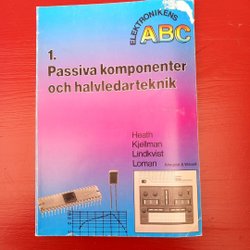 ELEKTRONIKENS
ABC
1.
Passiva komponenter
och halvledarteknik
Heath
Kjellman
Lindkvist
Loman